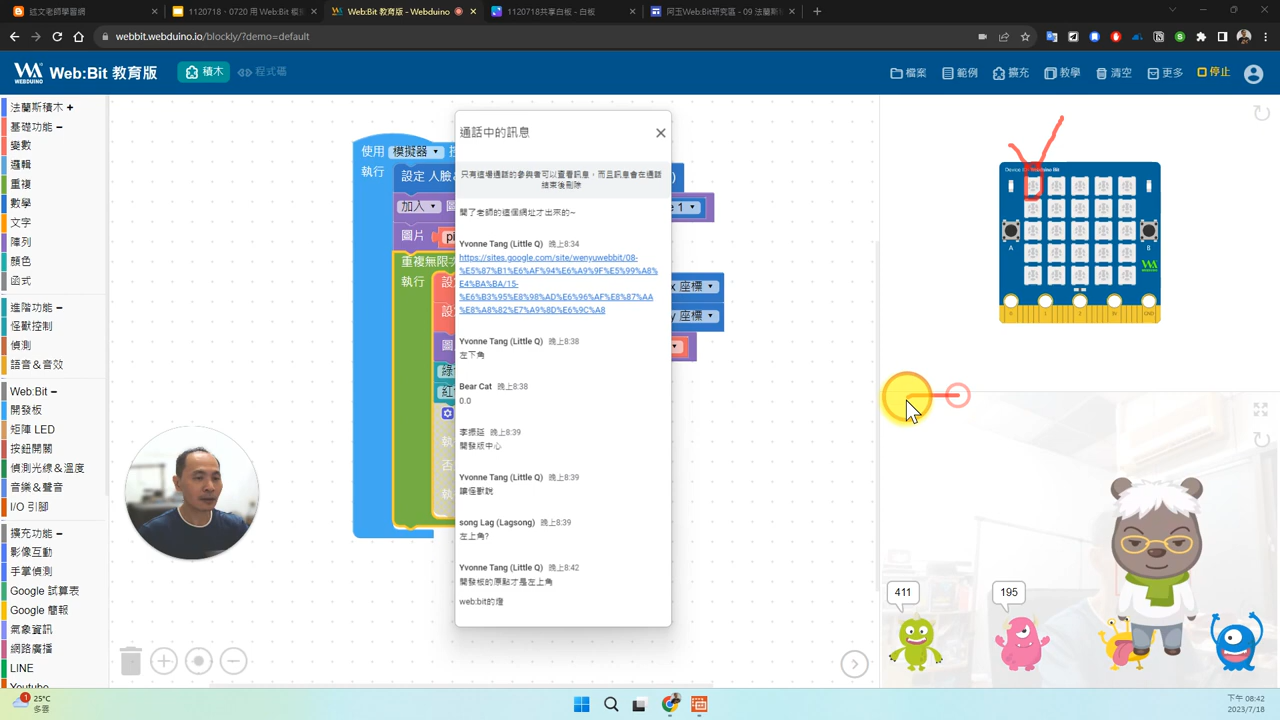 這文老師學習網
1120718、0720 用 Web:Bit 模擬
Web:Bit 教育版 - Webduino
1120718共享白板 - 白板
阿玉Web:Bit研究區 - 09 法蘭斯
webbit.webduino.io/blockly/?demo=default
WEBDUINO
Web:Bit 教育版
積木
程式碼
檔案
範例
擴充
教學
清空
更多
停止
法蘭斯積木 +
基礎功能 −
變數
邏輯
重複
數學
文字
陣列
顏色
函式
進階功能 −
怪獸控制
偵測
語音＆音效
Web:Bit −
開發板
矩陣 LED
按鈕開關
偵測光線＆溫度
音樂＆聲音
I/O 引腳
擴充功能 −
影像互動
手掌偵測
Google 試算表
Google 簡報
氣象資訊
網路廣播
LINE
Youtube
使用 模擬器
執行
設定 人臉
加入
圖片
重複無限
執行
x 座標
y 座標
通話中的訊息
只有這場通話的參與者可以查看訊息，而且訊息會在通話
結束後刪除
開了老師的這個網址才出來的~
Yvonne Tang (Little Q) 晚上8:34
https://sites.google.com/site/wenyuwebbit/08-
%E5%87%B1%E6%AF%94%E6%A9%9F%E5%99%A8%
E4%BA%BA/15-
%E6%B3%95%E8%98%AD%E6%96%AF%E8%87%AA
%E8%A8%82%E7%A9%8D%E6%9C%A8
Yvonne Tang (Little Q) 晚上8:38
左下角
Bear Cat 晚上8:38
0.0
李振延 晚上8:39
開發版中心
Yvonne Tang (Little Q) 晚上8:39
讓怪獸說
song Lag (Lagsong) 晚上8:39
左上角?
Yvonne Tang (Little Q) 晚上8:42
開發板的原點才是左上角
web:bit的燈
A
B
411
195
25°C
多雲
下午 08:42
2023/7/18